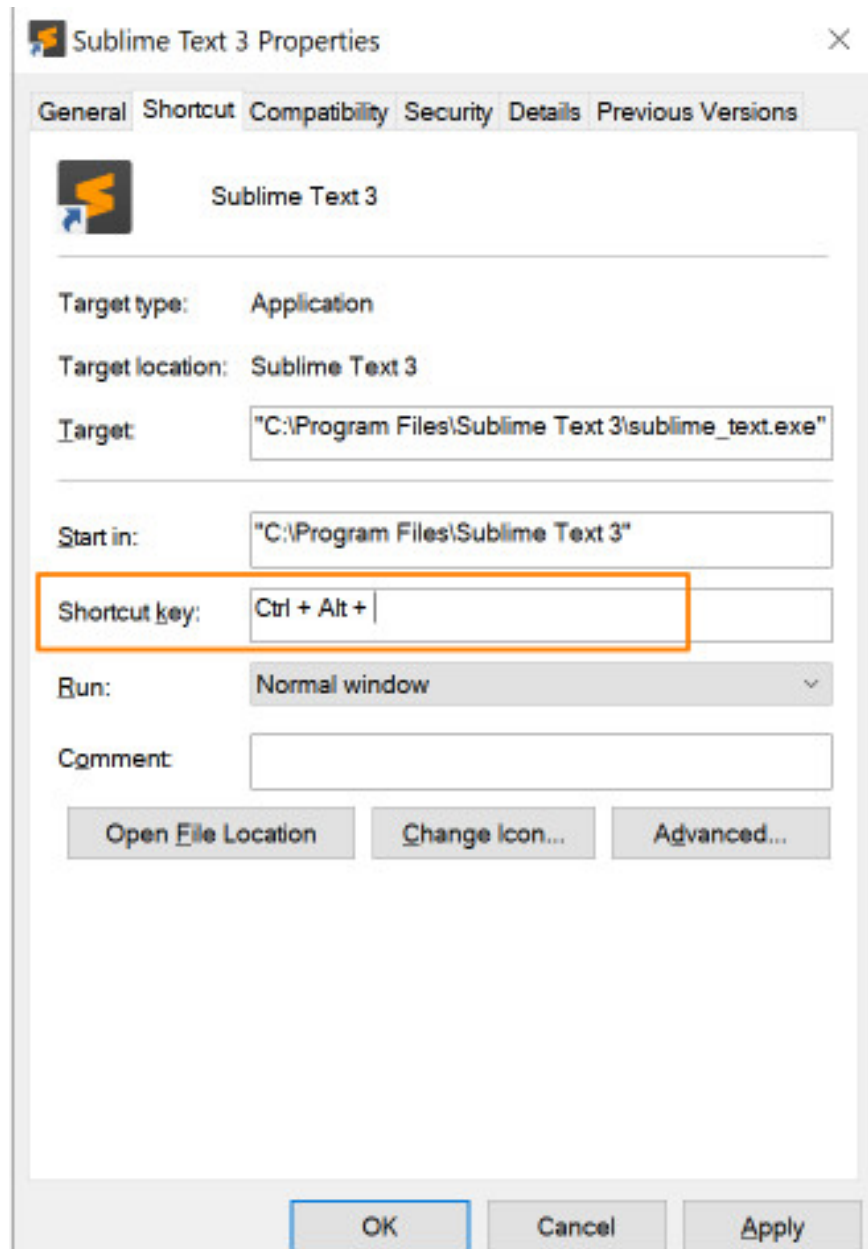 Sublime Text 3 Properties
General Shortcut Compatibility Security Details Previous Versions
Sublime Text 3
Target type: Application
Target location: Sublime Text 3
Target: "C:\Program Files\Sublime Text 3\sublime_text.exe"
Start in: "C:\Program Files\Sublime Text 3"
Shortcut key: Ctrl + Alt +
Run: Normal window
Comment:
Open File Location Change Icon... Advanced...
OK Cancel Apply